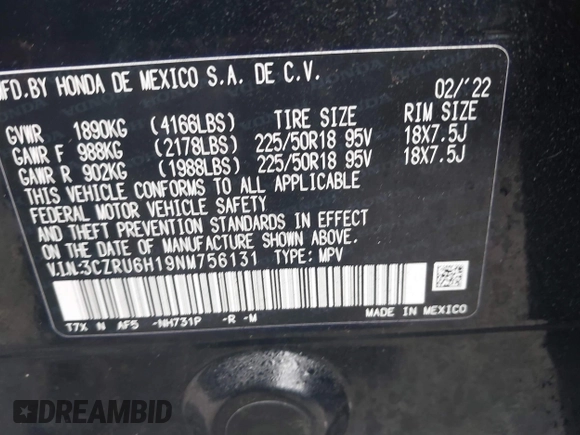 MFD.BY HONDA DE MEXICO S.A. DE C.V. 02/'22
GVWR 1890KG (4166LBS) TIRE SIZE RIM SIZE
GAWR F 988KG (2178LBS) 225/50R18 95V 18X7.5J
GAWR R 902KG (1988LBS) 225/50R18 95V 18X7.5J
THIS VEHICLE CONFORMS TO ALL APPLICABLE
FEDERAL MOTOR VEHICLE SAFETY
AND THEFT PREVENTION STANDARDS IN EFFECT
ON THE DATE OF MANUFACTURE SHOWN ABOVE.
V.I.N.3CZRU6H19NM756131 TYPE: MPV
T7X N AF5 -NH731P -R -M MADE IN MEXICO
DREAMBID